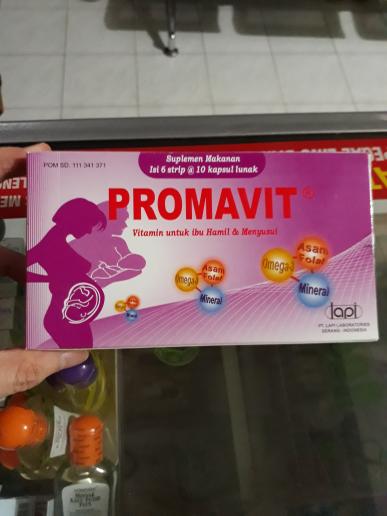 POM SD. 111 341 371
Suplemen Makanan
Isi 6 strip @ 10 kapsul lunak
PROMAVIT®
Vitamin untuk ibu Hamil & Menyusui
Omega-3
Asam
Folat
Mineral
Omega-3
Asam
Folat
Mineral
lapi
PT. LAPI LABORATORIES
SERANG - INDONESIA